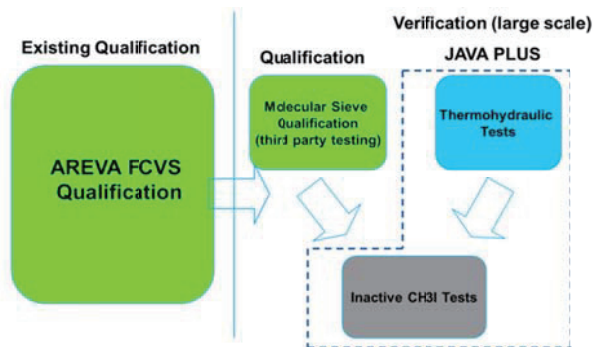 Existing Qualification
AREVA FCVS
Qualification
Qualification
Molecular Sieve
Qualification
(third party testing)
Verification (large scale)
JAVA PLUS
Thermohydraulic
Tests
Inactive CH3I Tests